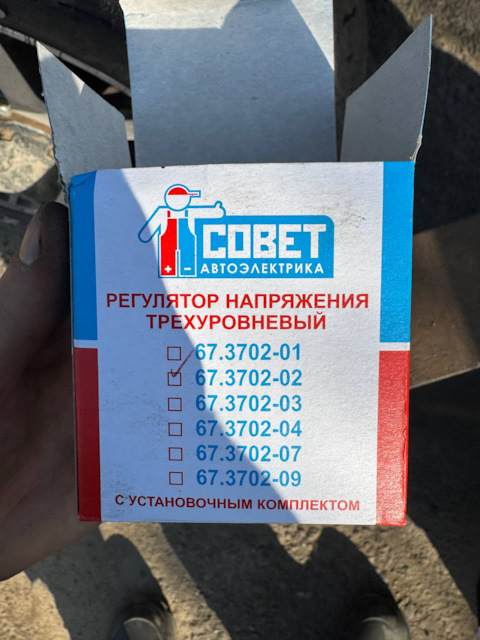 СОВЕТ
АВТОЭЛЕКТРИКА
РЕГУЛЯТОР НАПРЯЖЕНИЯ
ТРЕХУРОВНЕВЫЙ
67.3702-01
67.3702-02
67.3702-03
67.3702-04
67.3702-07
67.3702-09
С УСТАНОВОЧНЫМ КОМПЛЕКТОМ